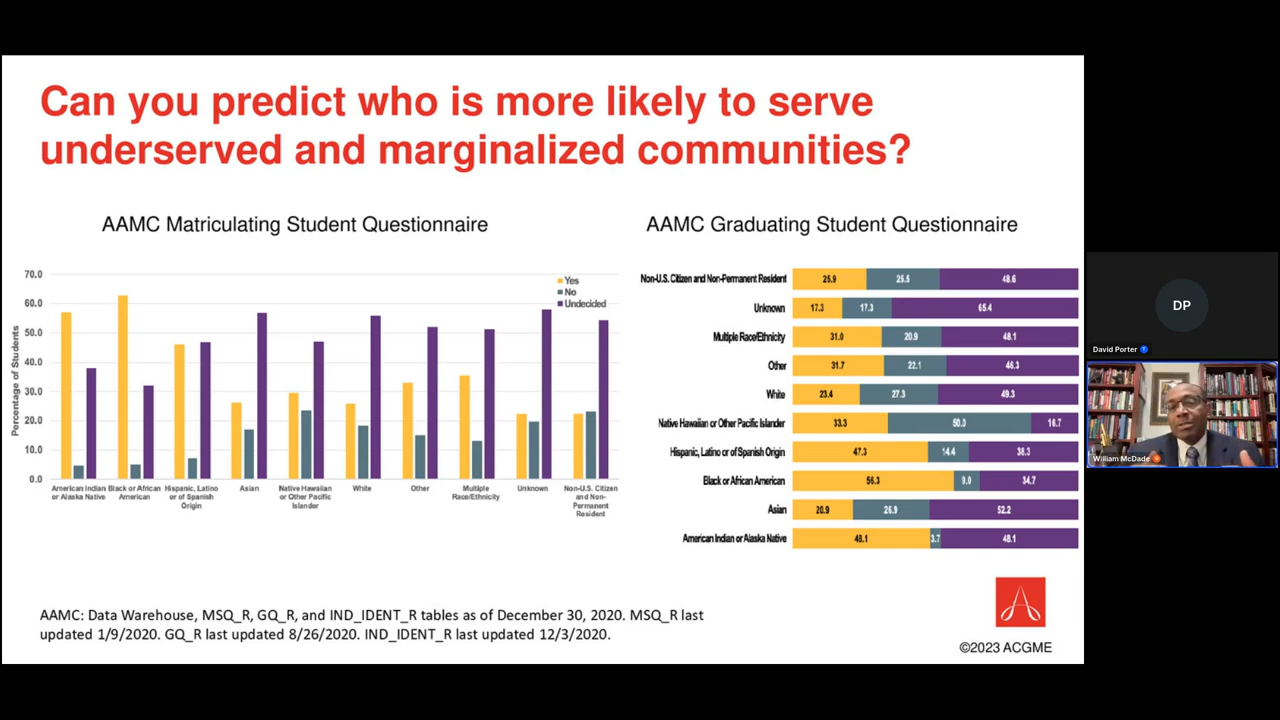 Can you predict who is more likely to serve
underserved and marginalized communities?
AAMC Matriculating Student Questionnaire
70.0
60.0
50.0
40.0
30.0
20.0
10.0
0.0
Percentage of Students
Yes
No
Undecided
American Indian
or Alaska Native
Black or African
American
Hispanic, Latino
or of Spanish
Origin
Asian
Native Hawaiian
or Other Pacific
Islander
White
Other
Multiple
Race/Ethnicity
Unknown
Non-U.S. Citizen
and Non-
Permanent
Resident
AAMC Graduating Student Questionnaire
Non-U.S. Citizen and Non-Permanent Resident 25.9 25.5 48.6
Unknown 17.3 17.3 65.4
Multiple Race/Ethnicity 31.0 20.9 48.1
Other 31.7 22.1 46.3
White 23.4 27.3 49.3
Native Hawaiian or Other Pacific Islander 33.3 50.0 16.7
Hispanic, Latino or of Spanish Origin 47.3 14.4 38.3
Black or African American 56.3 9.0 34.7
Asian 20.9 26.9 52.2
American Indian or Alaska Native 48.1 3.7 48.1
AAMC: Data Warehouse, MSQ_R, GQ_R, and IND_IDENT_R tables as of December 30, 2020. MSQ_R last
updated 1/9/2020. GQ_R last updated 8/26/2020. IND_IDENT_R last updated 12/3/2020.
©2023 ACGME
DP
David Porter
William McDade